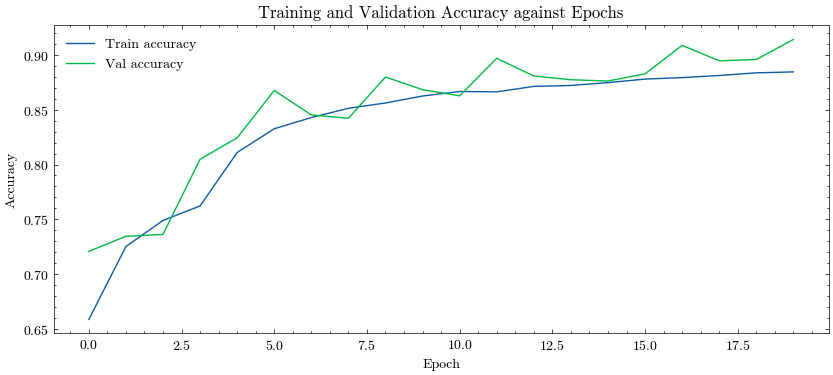 Training and Validation Accuracy against Epochs
Train accuracy
Val accuracy
0.90
0.85
0.80
0.75
0.70
0.65
Accuracy
0.0 2.5 5.0 7.5 10.0 12.5 15.0 17.5
Epoch